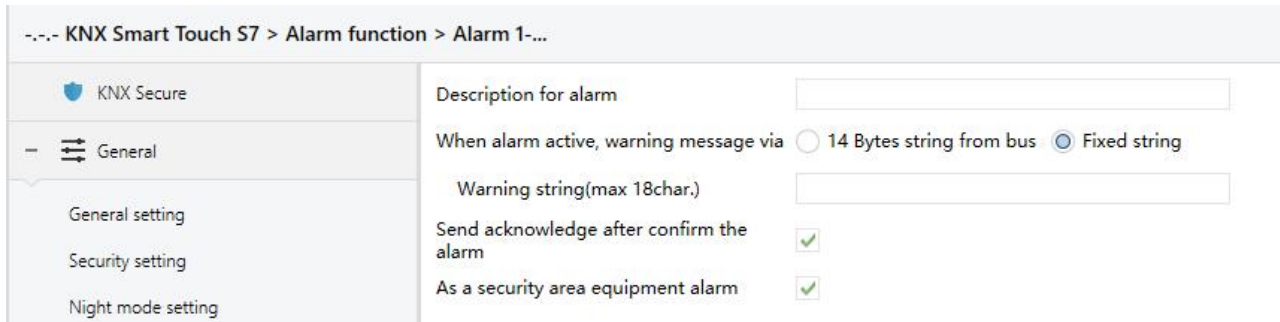 -.-.- KNX Smart Touch S7 > Alarm function > Alarm 1-...
KNX Secure
General
General setting
Security setting
Night mode setting
Description for alarm
When alarm active, warning message via 14 Bytes string from bus Fixed string
Warning string(max 18char.)
Send acknowledge after confirm the
alarm
As a security area equipment alarm